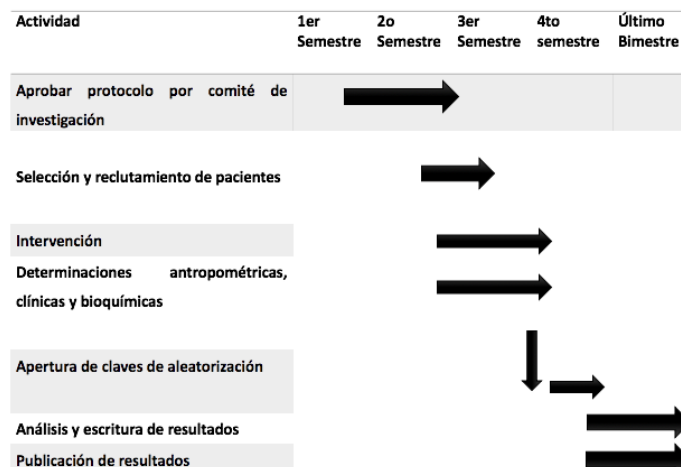 Actividad
1er Semestre
2o Semestre
3er Semestre
4to semestre
Último Bimestre
Aprobar protocolo por comité de
investigación
Selección y reclutamiento de pacientes
Intervención
Determinaciones antropométricas,
clínicas y bioquímicas
Apertura de claves de aleatorización
Análisis y escritura de resultados
Publicación de resultados